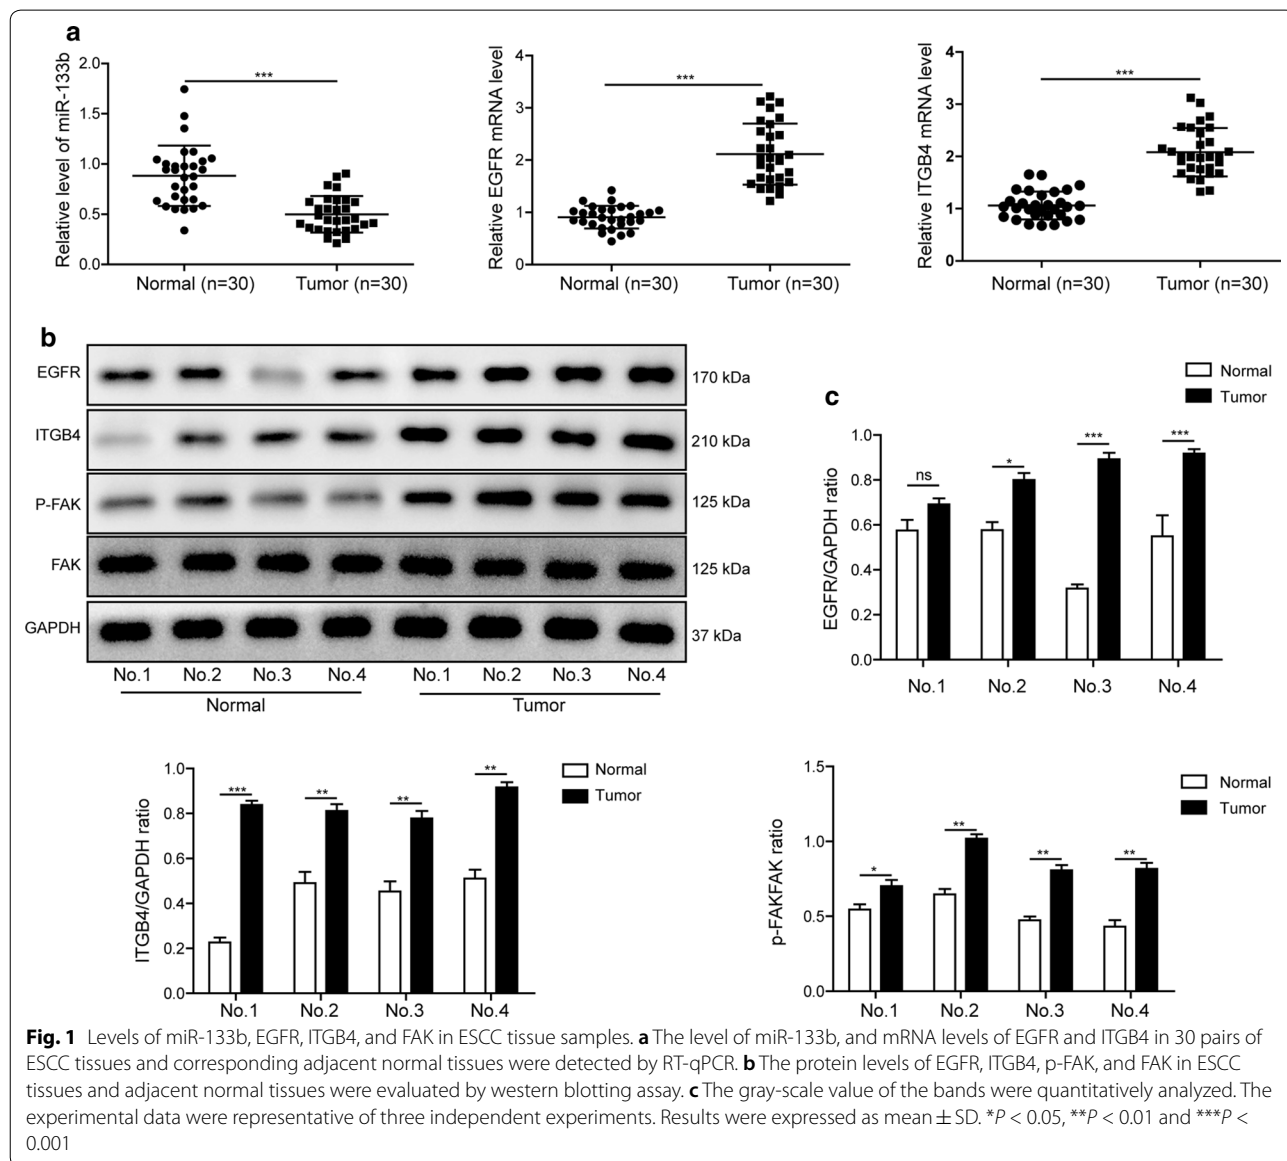 a
Relative level of miR-133b
2.0
1.5
1.0
0.5
0.0
***
Normal (n=30)
Tumor (n=30)
Relative EGFR mRNA level
4
3
2
1
0
***
Normal (n=30)
Tumor (n=30)
Relative ITGB4 mRNA level
4
3
2
1
0
***
Normal (n=30)
Tumor (n=30)
b
EGFR
170 kDa
ITGB4
210 kDa
P-FAK
125 kDa
FAK
125 kDa
GAPDH
37 kDa
No.1 No.2 No.3 No.4 No.1 No.2 No.3 No.4
Normal Tumor
c
Normal
Tumor
EGFR/GAPDH ratio
1.0
0.8
0.6
0.4
0.2
0.0
ns * *** ***
No.1 No.2 No.3 No.4
ITGB4/GAPDH ratio
1.0
0.8
0.6
0.4
0.2
0.0
*** ** ** **
No.1 No.2 No.3 No.4
Normal
Tumor
p-FAKFAK ratio
1.5
1.0
0.5
0.0
* ** ** **
No.1 No.2 No.3 No.4
Normal
Tumor
Fig. 1 Levels of miR-133b, EGFR, ITGB4, and FAK in ESCC tissue samples. a The level of miR-133b, and mRNA levels of EGFR and ITGB4 in 30 pairs of
ESCC tissues and corresponding adjacent normal tissues were detected by RT-qPCR. b The protein levels of EGFR, ITGB4, p-FAK, and FAK in ESCC
tissues and adjacent normal tissues were evaluated by western blotting assay. c The gray-scale value of the bands were quantitatively analyzed. The
experimental data were representative of three independent experiments. Results were expressed as mean ± SD. *P < 0.05, **P < 0.01 and ***P <
0.001